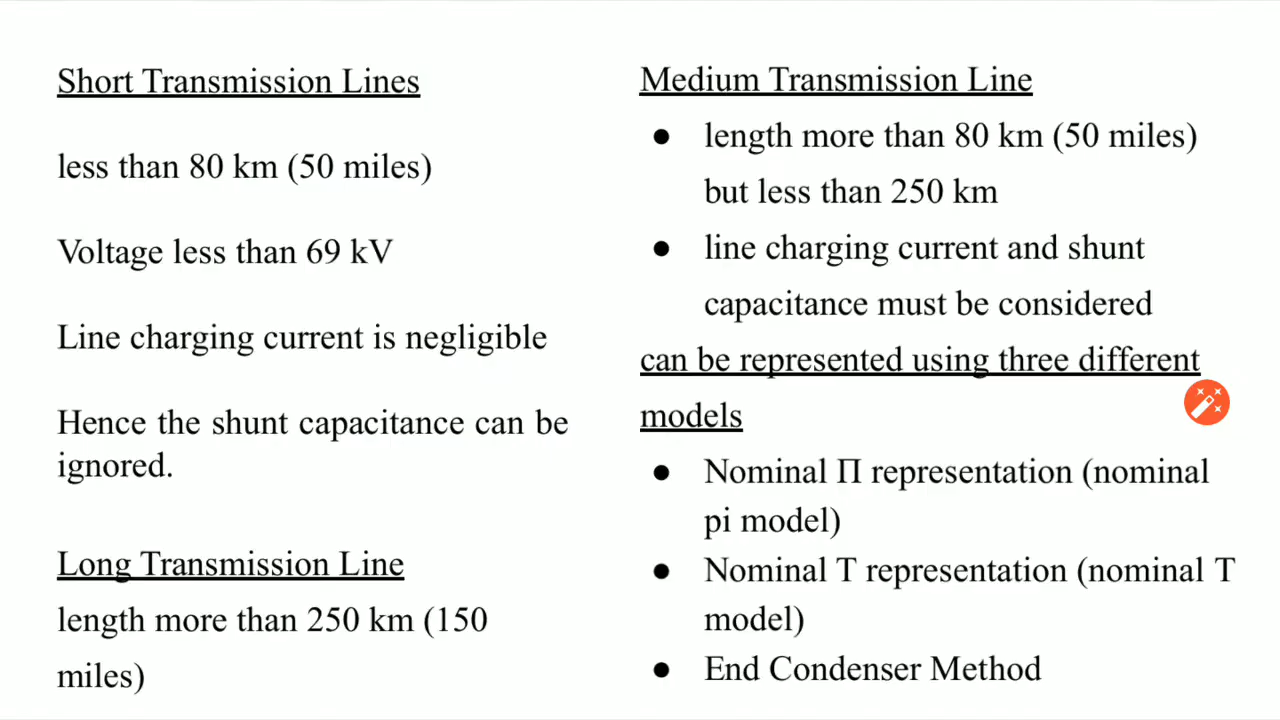 Short Transmission Lines
less than 80 km (50 miles)
Voltage less than 69 kV
Line charging current is negligible
Hence the shunt capacitance can be
ignored.
Long Transmission Line
length more than 250 km (150
miles)
Medium Transmission Line
● length more than 80 km (50 miles)
but less than 250 km
● line charging current and shunt
capacitance must be considered
can be represented using three different
models
● Nominal Π representation (nominal
pi model)
● Nominal T representation (nominal T
model)
● End Condenser Method